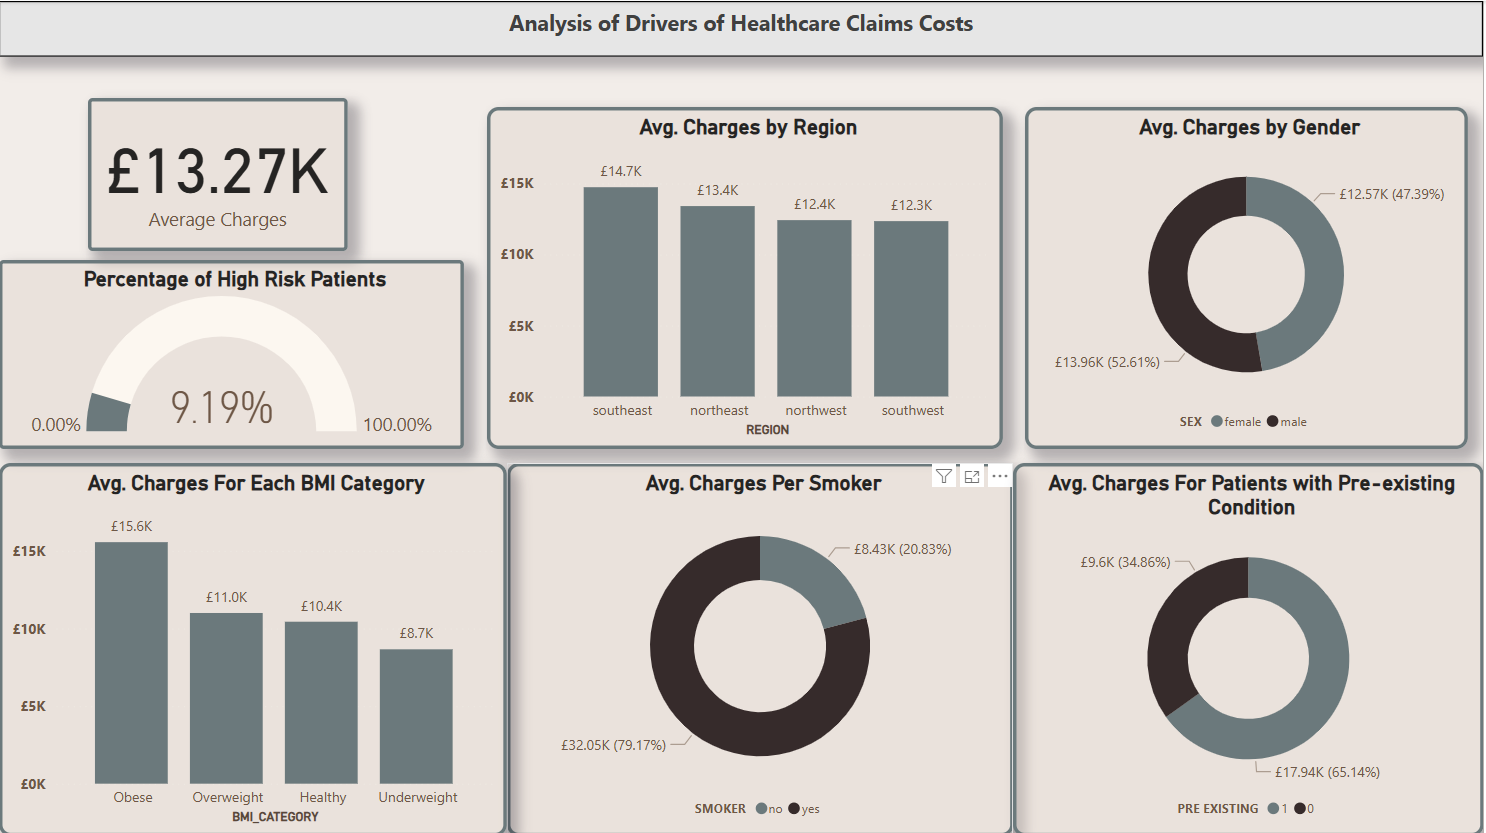 Analysis of Drivers of Healthcare Claims Costs
£13.27K
Average Charges
Percentage of High Risk Patients
9.19%
0.00%
100.00%
Avg. Charges by Region
£15K
£10K
£5K
£0K
£14.7K
£13.4K
£12.4K
£12.3K
southeast
northeast
northwest
southwest
REGION
Avg. Charges by Gender
£12.57K (47.39%)
£13.96K (52.61%)
SEX female male
Avg. Charges For Each BMI Category
£15K
£10K
£5K
£0K
£15.6K
£11.0K
£10.4K
£8.7K
Obese
Overweight
Healthy
Underweight
BMI_CATEGORY
Avg. Charges Per Smoker
£8.43K (20.83%)
£32.05K (79.17%)
SMOKER no yes
Avg. Charges For Patients with Pre-existing
Condition
£9.6K (34.86%)
£17.94K (65.14%)
PRE EXISTING 1 0